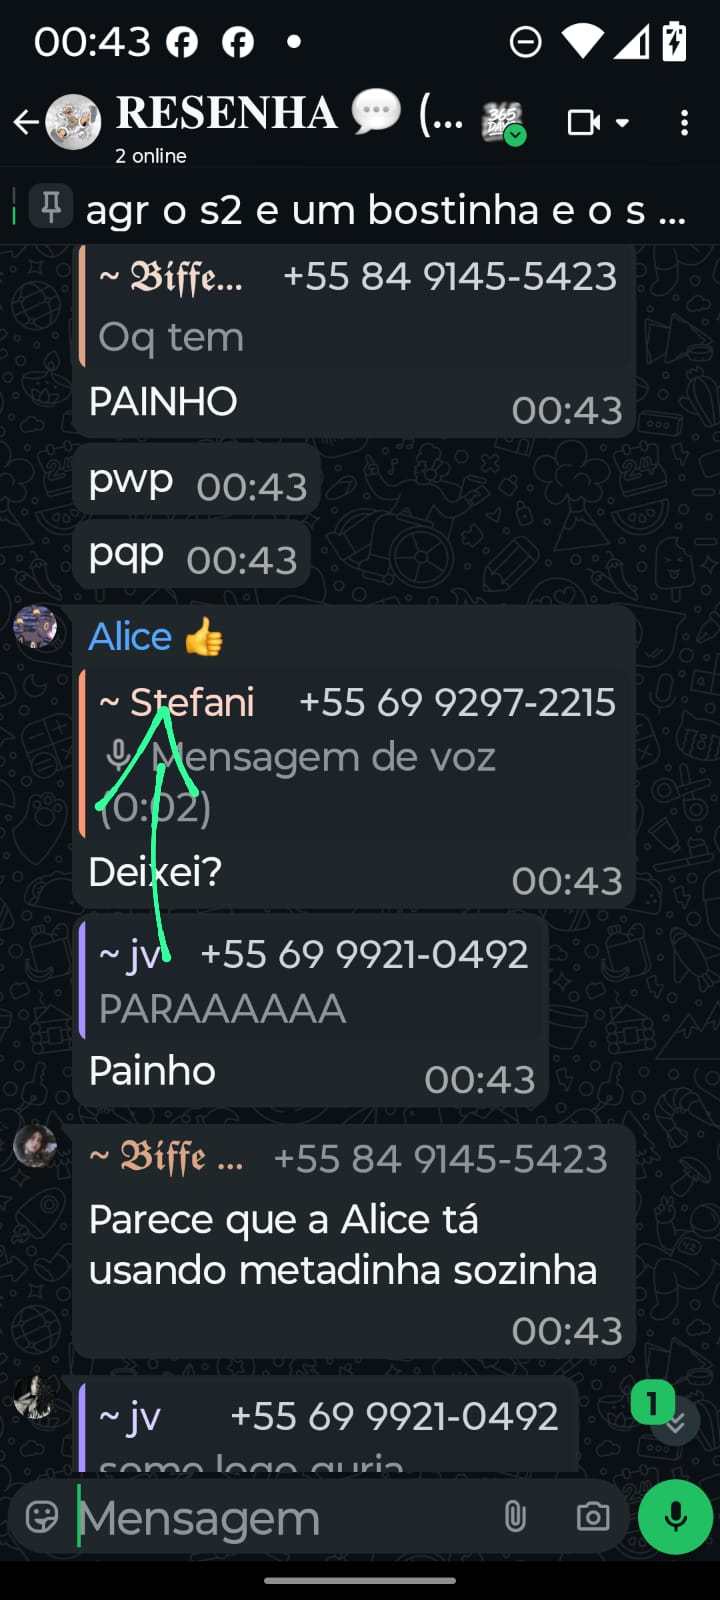 00:43
RESENHA 💬 (...
2 online
agr o s2 e um bostinha e o s ...
~ 𝕭𝖎𝖋𝖋𝖊... +55 84 9145-5423
Oq tem
PAINHO 00:43
pwp 00:43
pqp 00:43
Alice 👍
~ Stefani +55 69 9297-2215
Mensagem de voz
(0:02)
Deixei? 00:43
~ jv +55 69 9921-0492
PARAAAAAA
Painho 00:43
~ 𝕭𝖎𝖋𝖋𝖊 ... +55 84 9145-5423
Parece que a Alice tá
usando metadinha sozinha
00:43
~ jv +55 69 9921-0492
1
Mensagem